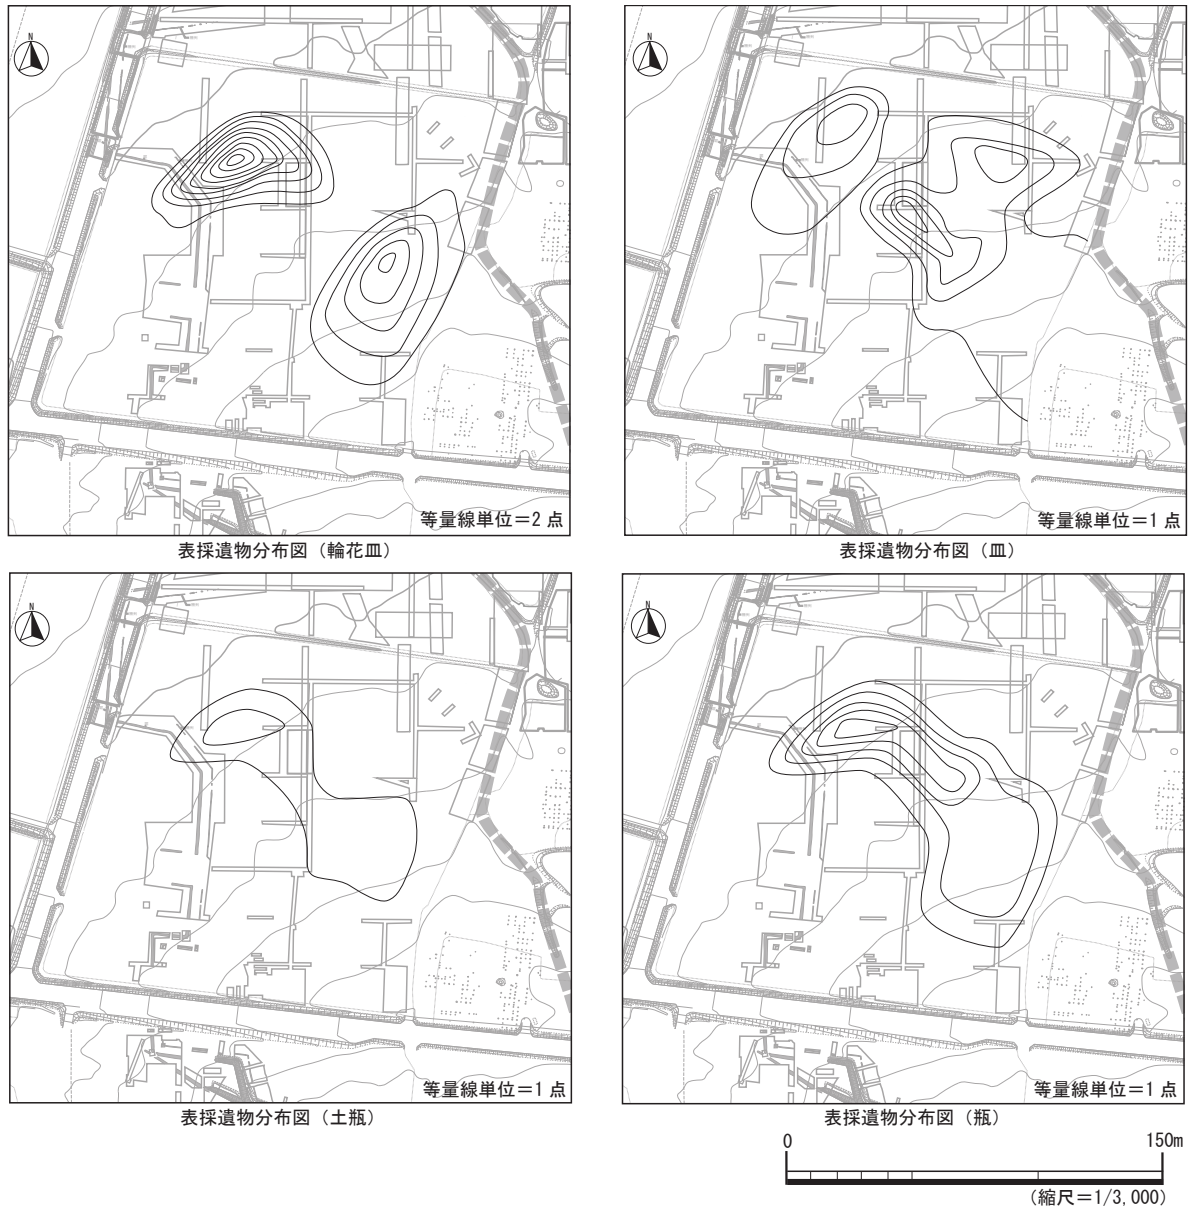 N
N
等量線単位＝2 点
等量線単位＝1 点
表採遺物分布図（輪花皿）
表採遺物分布図（皿）
N
N
等量線単位＝1 点
等量線単位＝1 点
表採遺物分布図（土瓶）
表採遺物分布図（瓶）
0 150m
（縮尺＝1/3,000）